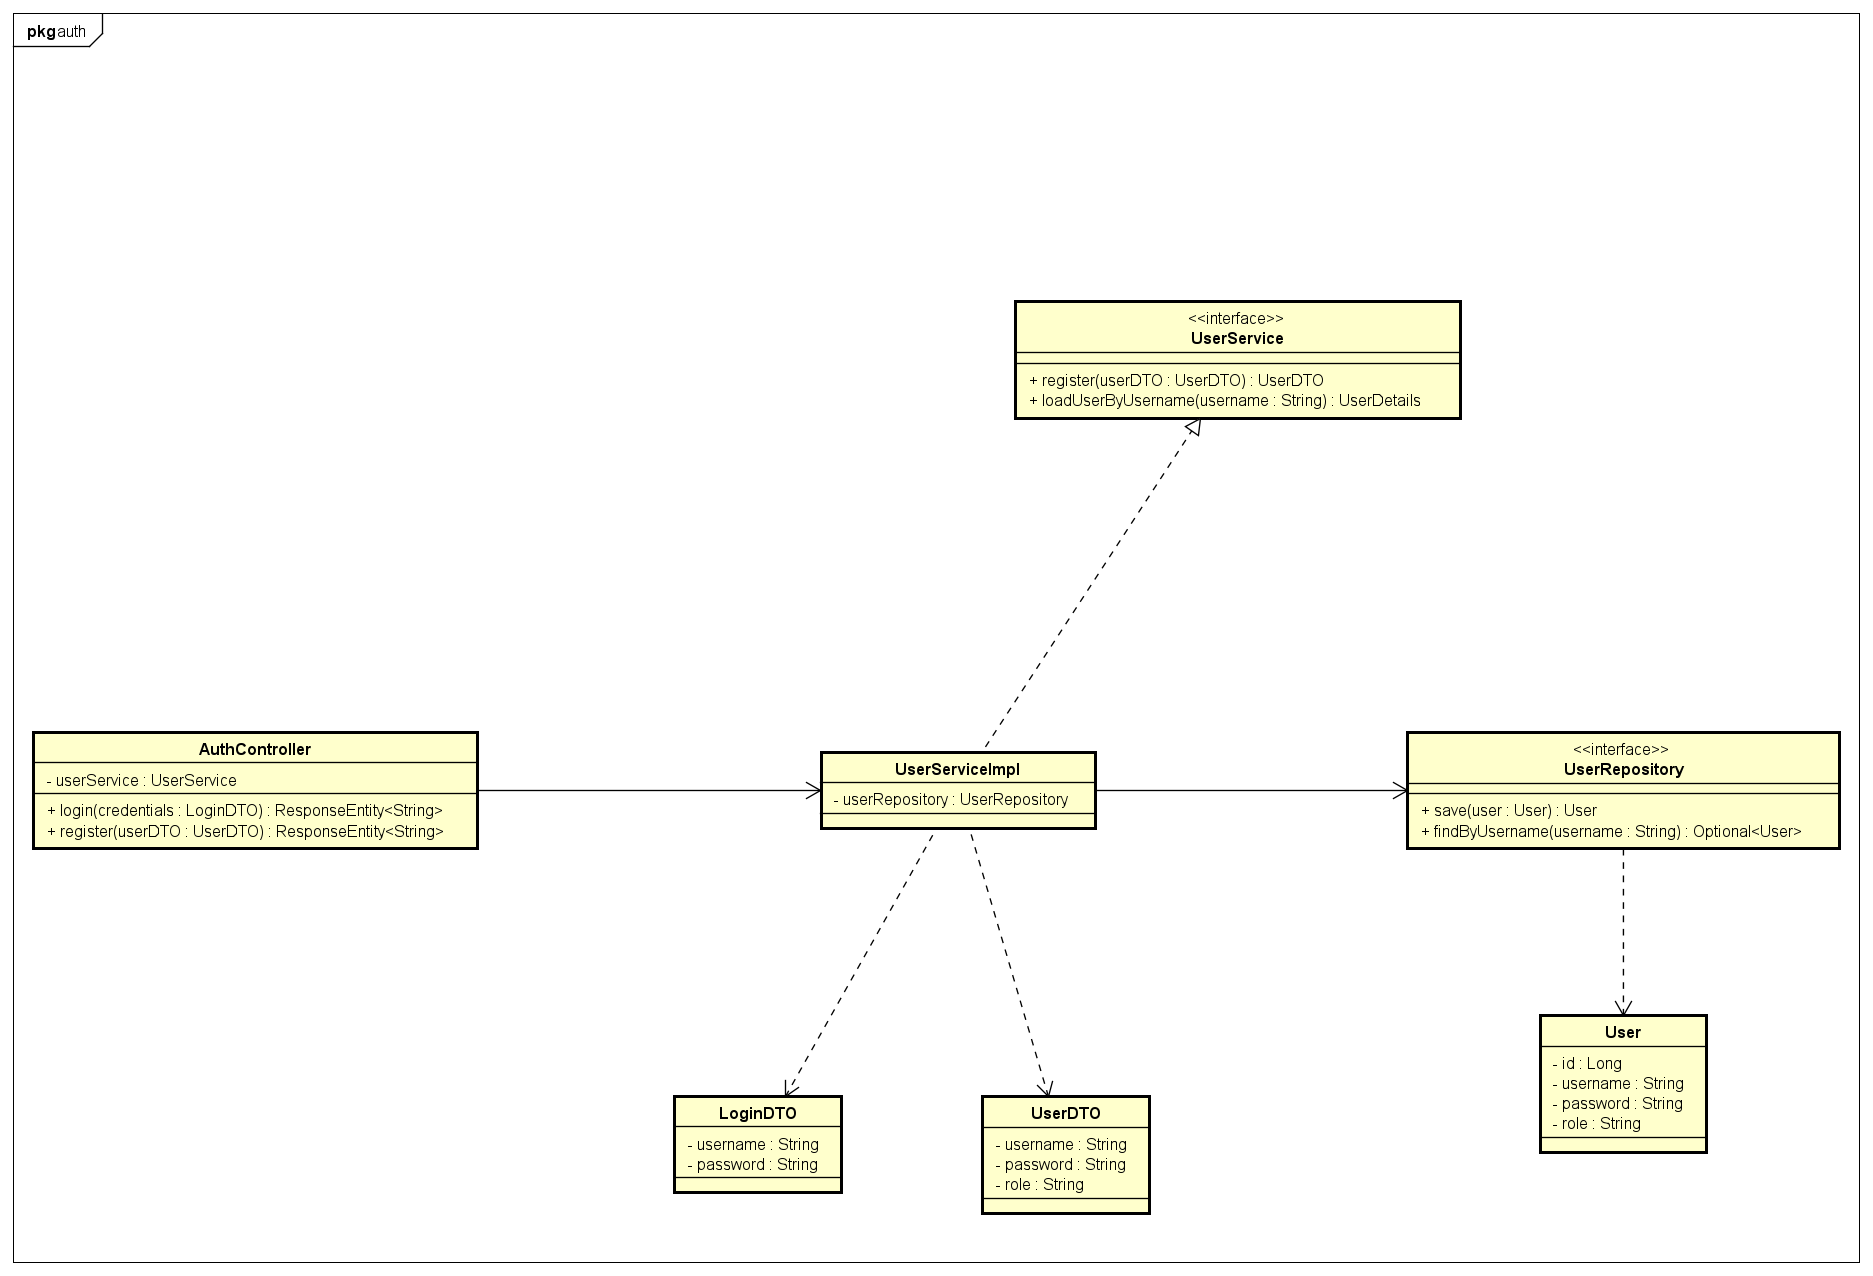 pkg auth
<<interface>>
UserService
+ register(userDTO : UserDTO) : UserDTO
+ loadUserByUsername(username : String) : UserDetails
AuthController
- userService : UserService
+ login(credentials : LoginDTO) : ResponseEntity<String>
+ register(userDTO : UserDTO) : ResponseEntity<String>
UserServiceImpl
- userRepository : UserRepository
<<interface>>
UserRepository
+ save(user : User) : User
+ findByUsername(username : String) : Optional<User>
LoginDTO
- username : String
- password : String
UserDTO
- username : String
- password : String
- role : String
User
- id : Long
- username : String
- password : String
- role : String